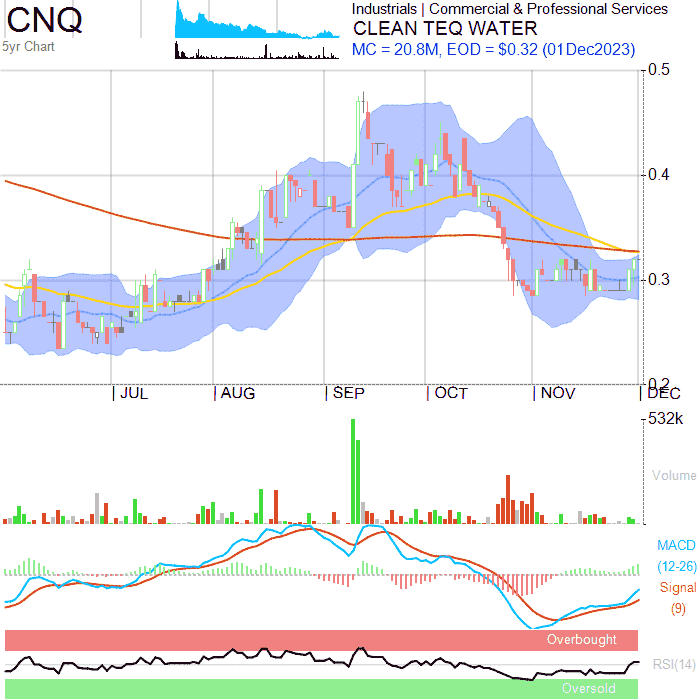 CNQ
5yr Chart
Industrials | Commercial & Professional Services
CLEAN TEQ WATER
MC = 20.8M, EOD = $0.32 (01Dec2023)
0.5
0.4
0.3
0.2
JUL AUG SEP OCT NOV DEC
532k
Volume
MACD
(12-26)
Signal
(9)
Overbought
RSI(14)
Oversold